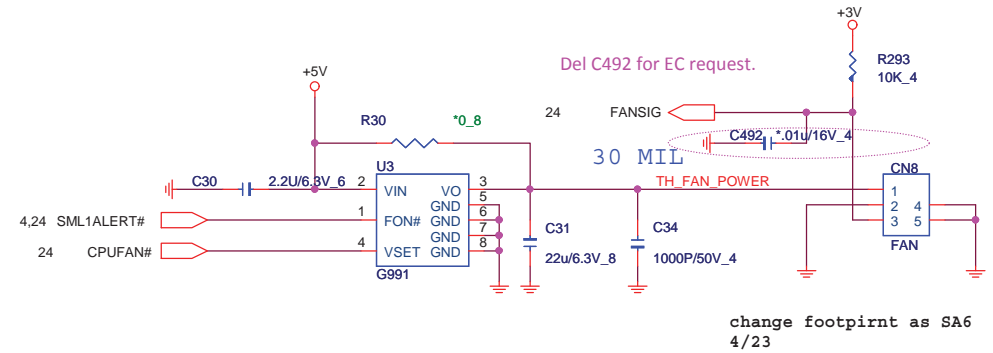 +3V
Del C492 for EC request.
R293
10K_4
+5V
24 FANSIG
R30 *0_8
C492 *.01u/16V_4
30 MIL
U3
CN8
C30 2.2U/6.3V_6 2 VIN VO 3 TH_FAN_POWER 1
GND 5
2 4
4,24 SML1ALERT# 1 FON# GND 6
3 5
GND 7
C31
C34
FAN
24 CPUFAN# 4 VSET GND 8
22u/6.3V_8
1000P/50V_4
G991
change footpirnt as SA6
4/23